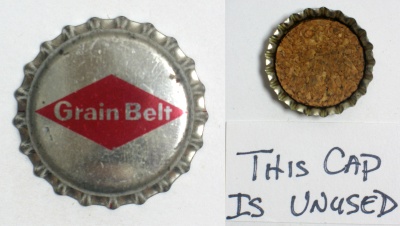 Grain Belt
THIS CAP
IS UNUSED